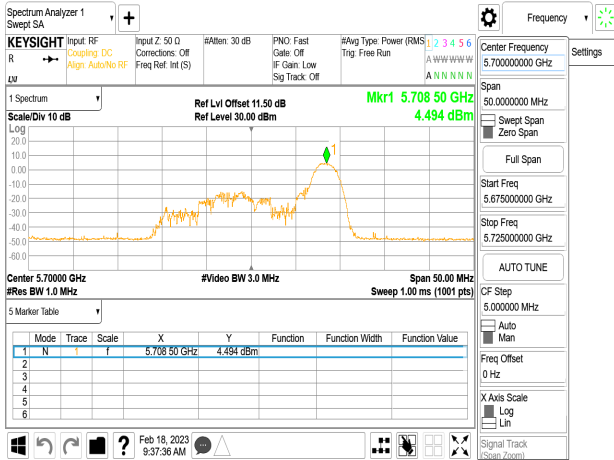 Spectrum Analyzer 1
Swept SA
Frequency
KEYSIGHT
R
LXI
Input: RF
Coupling: DC
Align: Auto/No RF
Input Z: 50 Ω
Corrections: Off
Freq Ref: Int (S)
#Atten: 30 dB
PNO: Fast
Gate: Off
IF Gain: Low
Sig Track: Off
#Avg Type: Power (RMS
Trig: Free Run
1 2 3 4 5 6
A W W W W W
A N N N N N
Center Frequency
5.700000000 GHz
Settings
Span
50.0000000 MHz
Swept Span
Zero Span
Full Span
Start Freq
5.675000000 GHz
Stop Freq
5.725000000 GHz
AUTO TUNE
CF Step
5.000000 MHz
Auto
Man
Freq Offset
0 Hz
X Axis Scale
Log
Lin
Signal Track
(Span Zoom)
1 Spectrum
Scale/Div 10 dB
Ref Lvl Offset 11.50 dB
Ref Level 30.00 dBm
Mkr1 5.708 50 GHz
4.494 dBm
Log
20.0
10.0
0.00
-10.0
-20.0
-30.0
-40.0
-50.0
-60.0
1
Center 5.70000 GHz
#Res BW 1.0 MHz
#Video BW 3.0 MHz
Span 50.00 MHz
Sweep 1.00 ms (1001 pts)
5 Marker Table
Mode Trace Scale X Y Function Function Width Function Value
1 N 1 f 5.708 50 GHz 4.494 dBm
2
3
4
5
6
Feb 18, 2023
9:37:36 AM